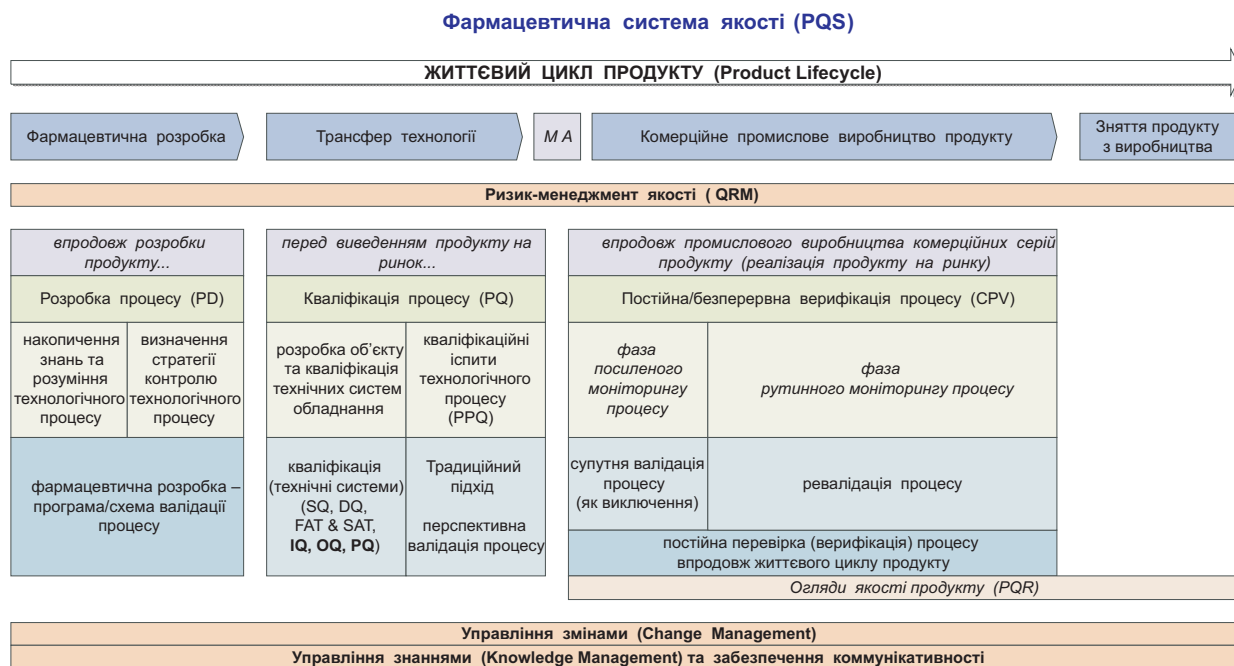 Фармацевтична система якості (PQS)
ЖИТТЄВИЙ ЦИКЛ ПРОДУКТУ (Product Lifecycle)
Фармацевтична розробка
Трансфер технології
М А
Комерційне промислове виробництво продукту
Зняття продукту
з виробництва
Ризик-менеджмент якості ( QRM)
впродовж розробки
продукту...
перед виведенням продукту на
ринок...
впродовж промислового виробництва комерційних серій
продукту (реалізація продукту на ринку)
Розробка процесу (PD)
Кваліфікація процесу (PQ)
Постійна/безперервна верифікація процесу (CPV)
накопичення
знань та
розуміння
технологічного
процесу
визначення
стратегії
контролю
технологічного
процесу
розробка об’єкту
та кваліфікація
технічних систем
обладнання
кваліфікаційні
іспити
технологічного
процесу
(PPQ)
фаза
посиленого
моніторингу
процесу
фаза
рутинного моніторингу процесу
фармацевтична розробка –
програма/схема валідації
процесу
кваліфікація
(технічні системи)
(SQ, DQ,
FAT & SAT,
IQ, OQ, PQ)
Традиційний
підхід
перспективна
валідація процесу
супутня валідація
процесу
(як виключення)
ревалідація процесу
постійна перевірка (верифікація) процесу
впродовж життєвого циклу продукту
Огляди якості продукту (PQR)
Управління змінами (Change Management)
Управління знаннями (Knowledge Management) та забезпечення коммунікативності